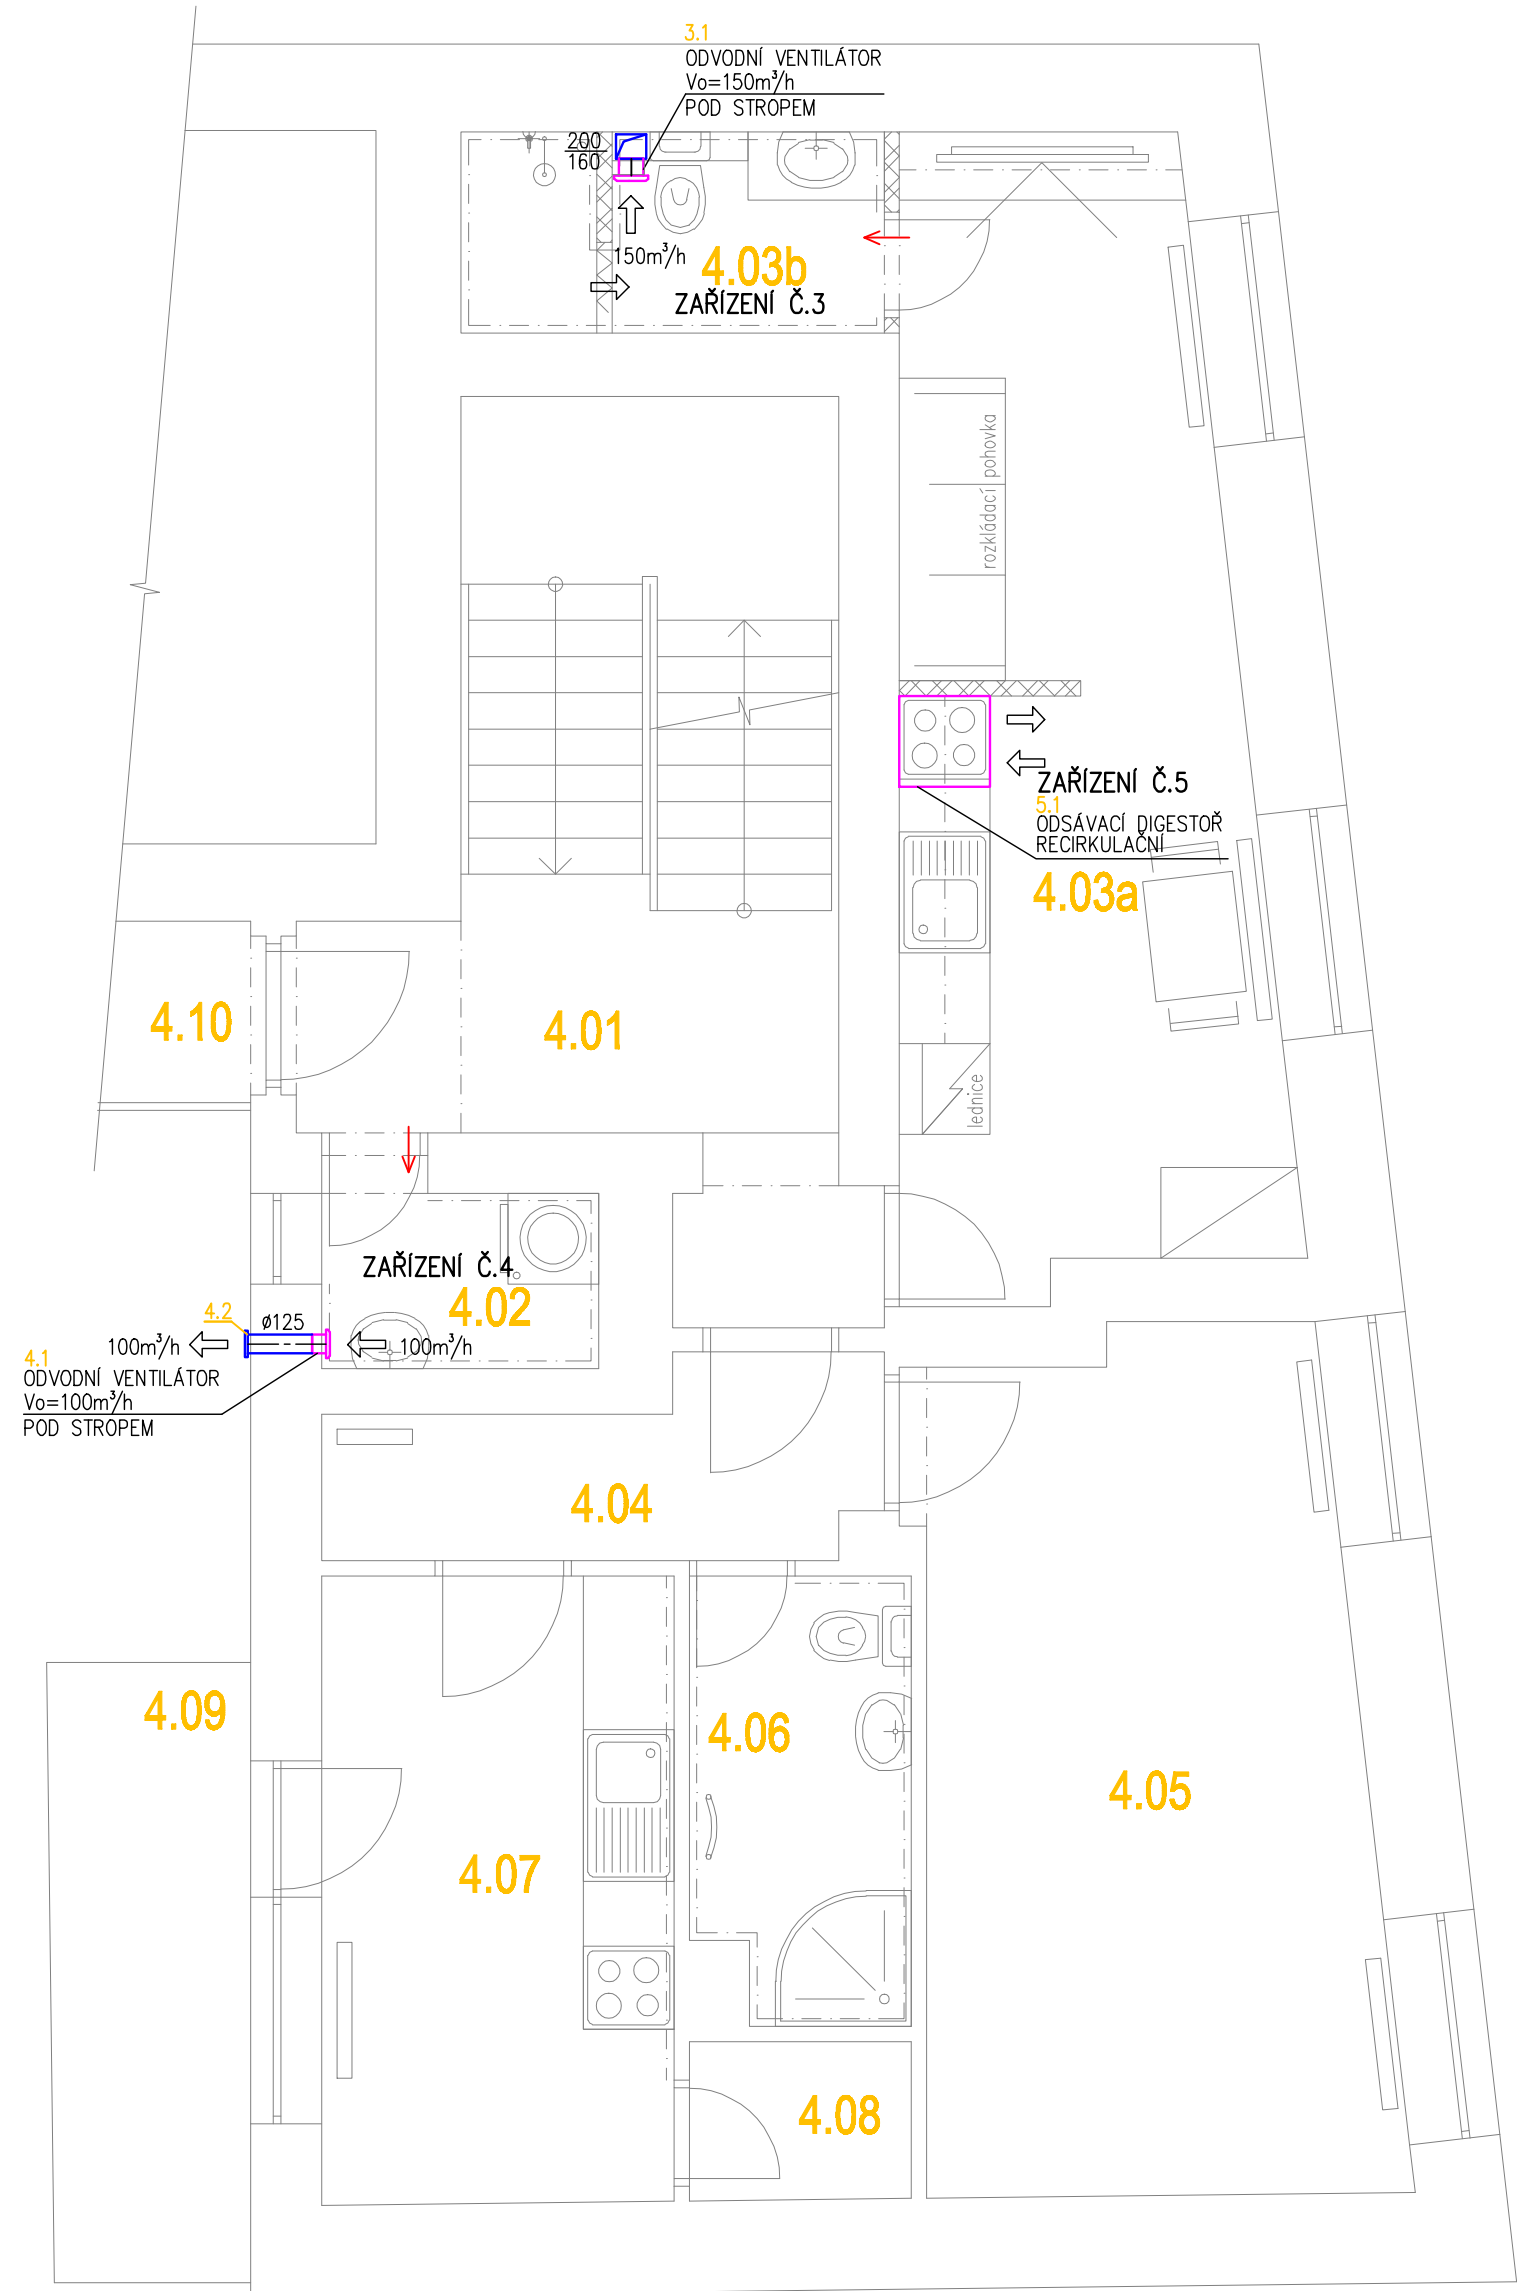 3.1
ODVODNÍ VENTILÁTOR
Vo=150m³/h
POD STROPEM
200
160
150m³/h
4.03b
ZAŘÍZENÍ Č.3
rozkládací pohovka
ZAŘÍZENÍ Č.5
5.1
ODSÁVACÍ DIGESTOŘ
RECIRKULAČNÍ
4.03a
4.10
4.01
lednice
ZAŘÍZENÍ Č.4
4.02
4.2
ø125
100m³/h
100m³/h
4.1
ODVODNÍ VENTILÁTOR
Vo=100m³/h
POD STROPEM
4.04
4.09
4.06
4.05
4.07
4.08